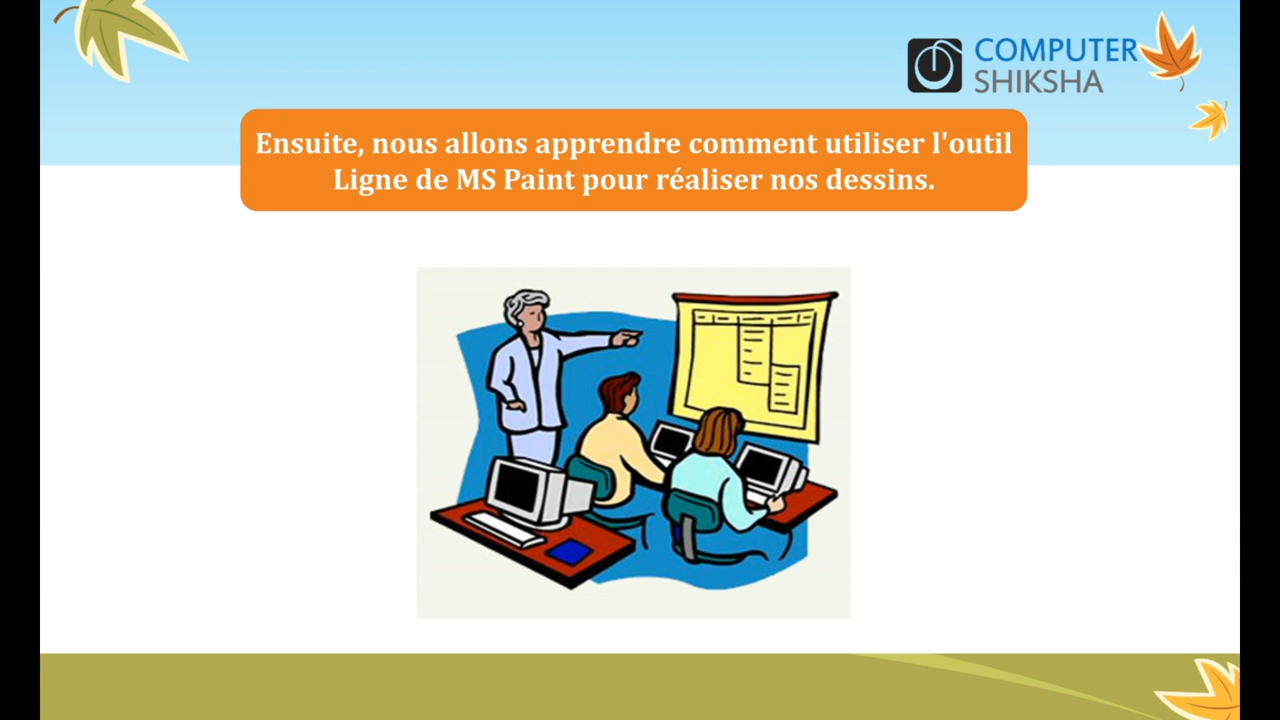 COMPUTER
SHIKSHA
Ensuite, nous allons apprendre comment utiliser l'outil
Ligne de MS Paint pour réaliser nos dessins.